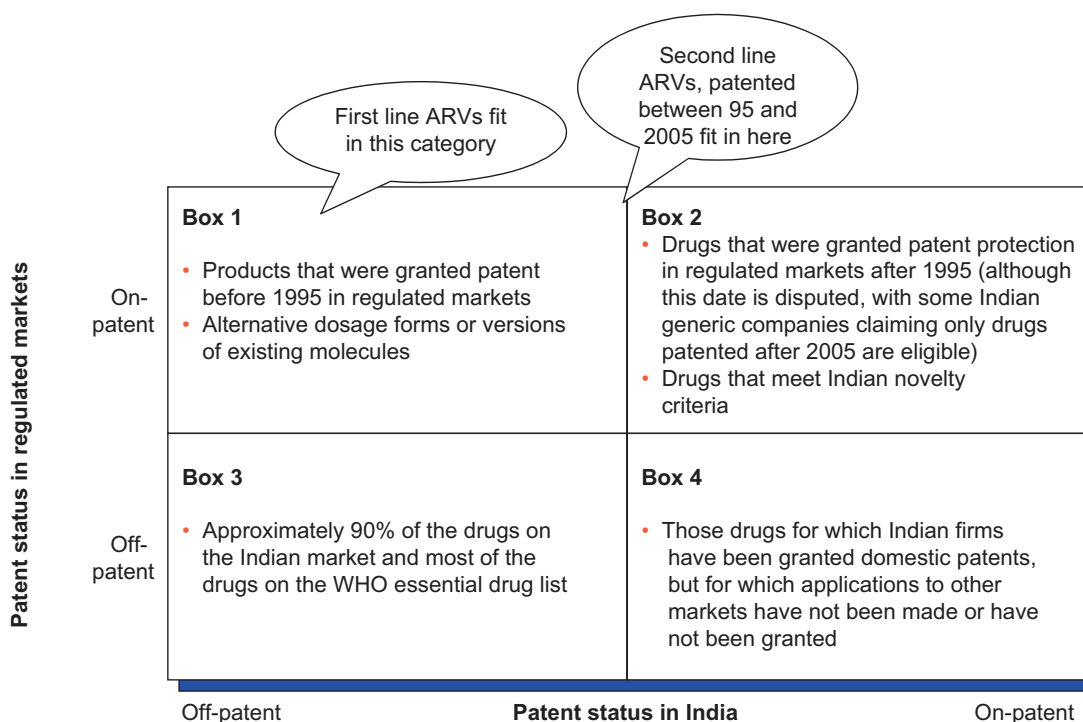 First line ARVs fit
in this category
Second line
ARVs, patented
between 95 and
2005 fit in here
Patent status in regulated markets
On-
patent
Box 1
• Products that were granted patent
before 1995 in regulated markets
• Alternative dosage forms or versions
of existing molecules
Box 2
• Drugs that were granted patent protection
in regulated markets after 1995 (although
this date is disputed, with some Indian
generic companies claiming only drugs
patented after 2005 are eligible)
• Drugs that meet Indian novelty
criteria
Off-
patent
Box 3
• Approximately 90% of the drugs on
the Indian market and most of the
drugs on the WHO essential drug list
Box 4
• Those drugs for which Indian firms
have been granted domestic patents,
but for which applications to other
markets have not been made or have
not been granted
Off-patent
Patent status in India
On-patent